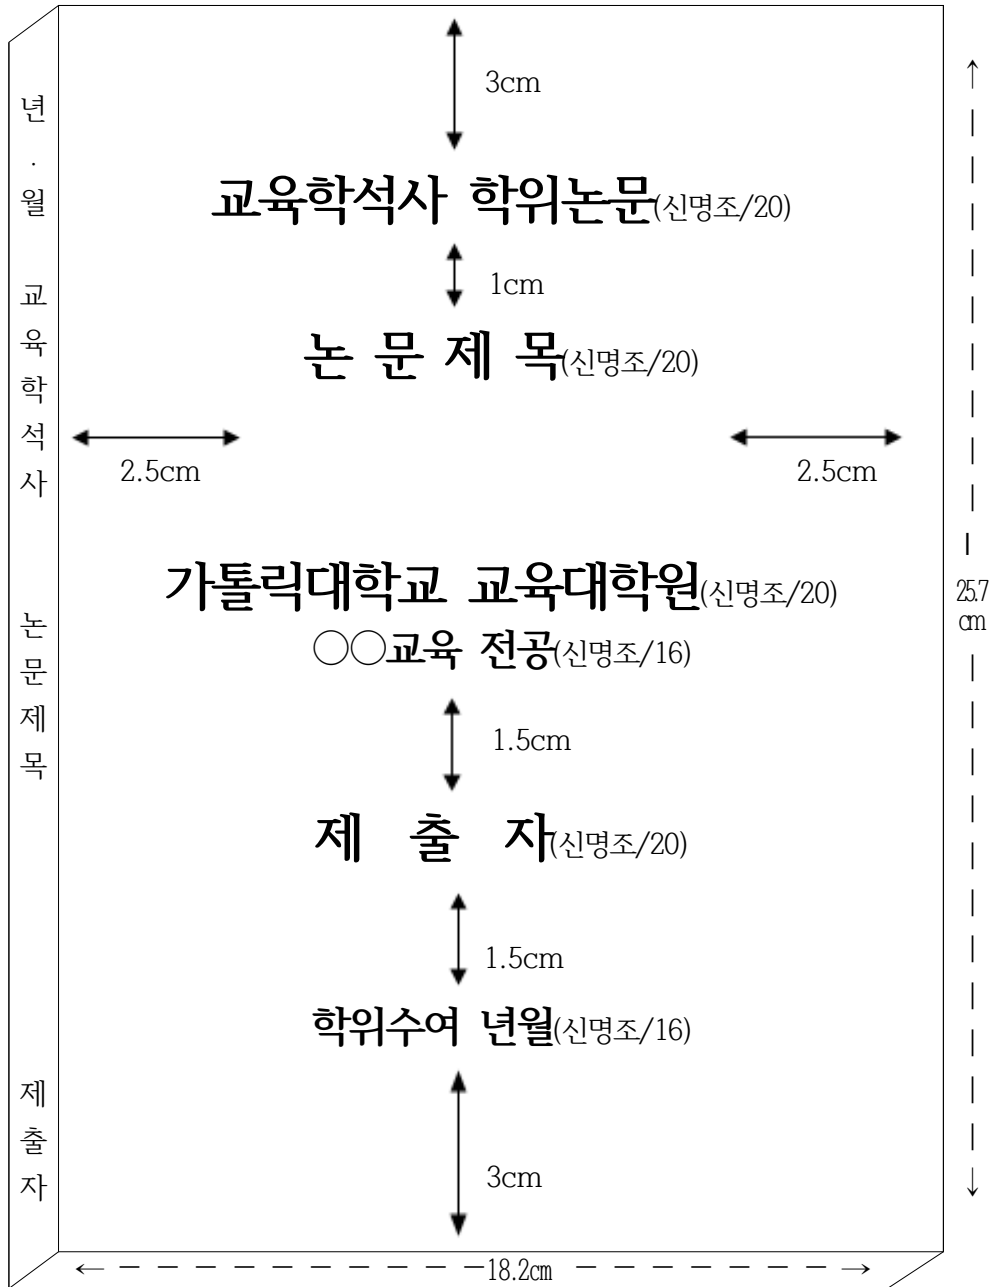 년·월 교육학석사 논문제목 제출자
3cm
교육학석사 학위논문(신명조/20)
1cm
논 문 제 목(신명조/20)
2.5cm 2.5cm
가톨릭대학교 교육대학원(신명조/20)
○○교육 전공(신명조/16)
1.5cm
제 출 자(신명조/20)
1.5cm
학위수여 년월(신명조/16)
3cm
18.2cm
25.7
cm